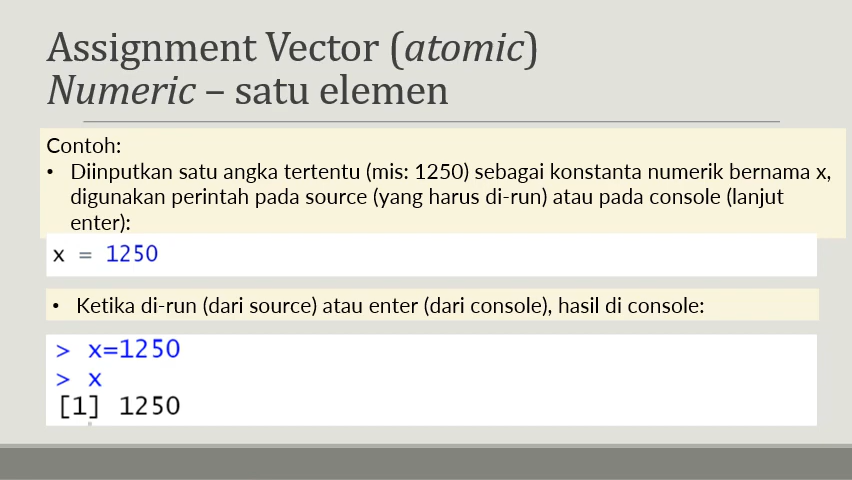 Assignment Vector (atomic)
Numeric – satu elemen
Contoh:
• Diinputkan satu angka tertentu (mis: 1250) sebagai konstanta numerik bernama x,
digunakan perintah pada source (yang harus di-run) atau pada console (lanjut
enter):
x = 1250
• Ketika di-run (dari source) atau enter (dari console), hasil di console:
> x=1250
> x
[1] 1250